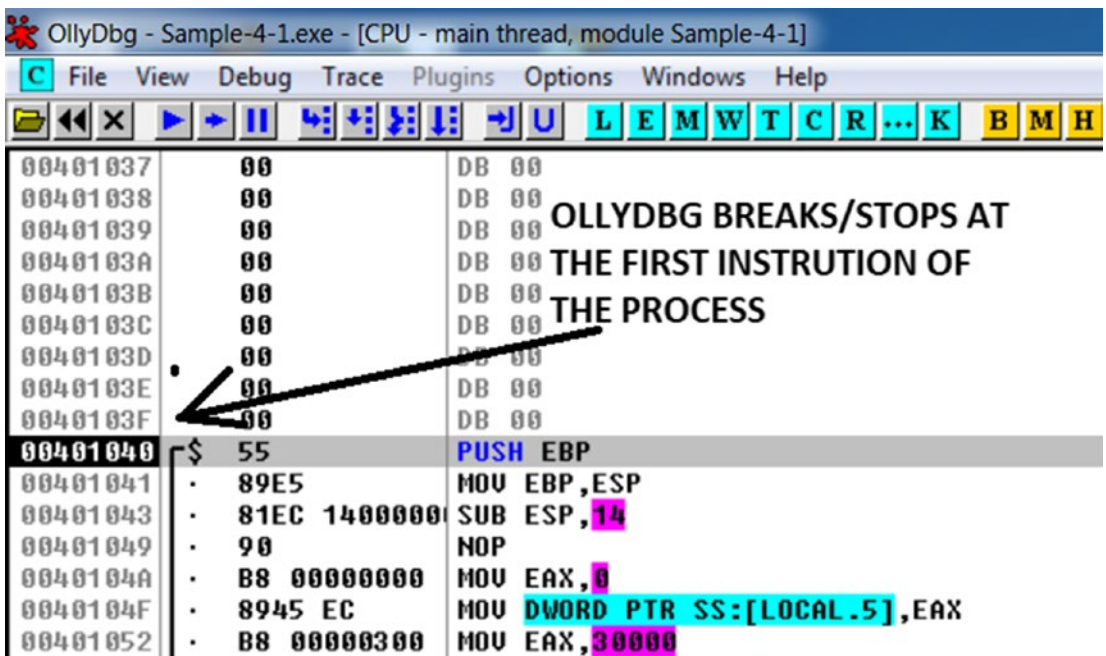 OllyDbg - Sample-4-1.exe - [CPU - main thread, module Sample-4-1]
C File View Debug Trace Plugins Options Windows Help
U L E M W T C R ... K B M H
00401037 00 DB 00
00401038 00 DB 00
00401039 00 DB 00
0040103A 00 DB 00
0040103B 00 DB 00
0040103C 00 DB 00
0040103D 00 DB 00
0040103E 00 DB 00
0040103F 00 DB 00
OLLYDBG BREAKS/STOPS AT
THE FIRST INSTRUTION OF
THE PROCESS
00401040 $ 55 PUSH EBP
00401041 . 89E5 MOV EBP,ESP
00401043 . 81EC 1400000 SUB ESP,14
00401049 . 90 NOP
0040104A . B8 00000000 MOV EAX,0
0040104F . 8945 EC MOV DWORD PTR SS:[LOCAL.5],EAX
00401052 . B8 00000300 MOV EAX,30000